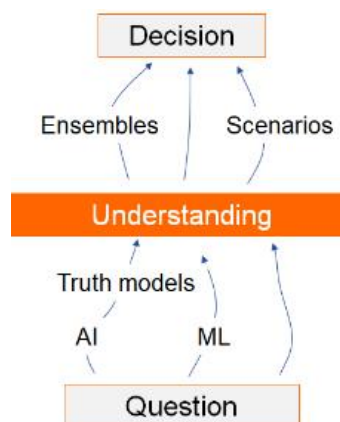 Decision
Ensembles Scenarios
Understanding
Truth models
AI ML
Question